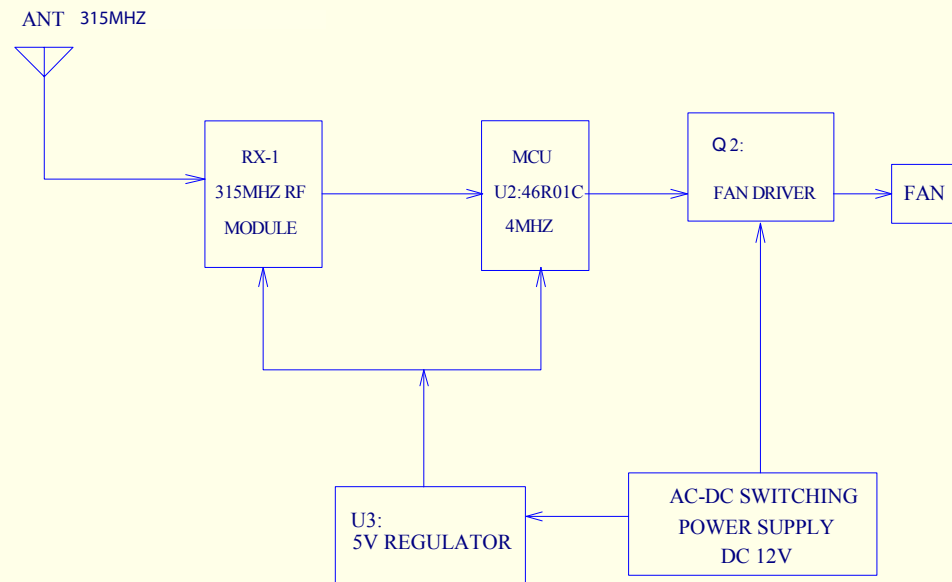 ANT 315MHZ
RX-1
315MHZ RF
MODULE
MCU
U2:46R01C
4MHZ
Q2:
FAN DRIVER
FAN
U3:
5V REGULATOR
AC-DC SWITCHING
POWER SUPPLY
DC 12V